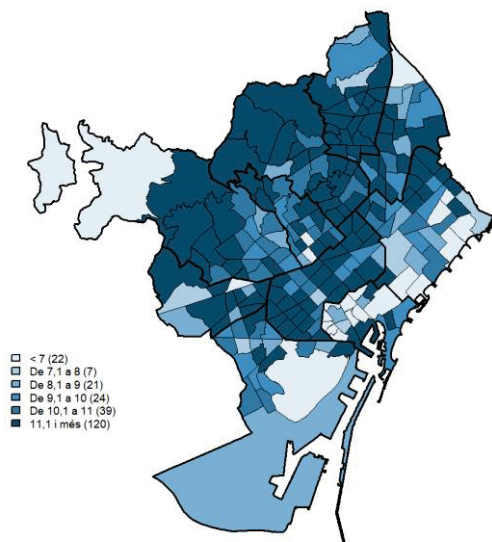 < 7 (22)
De 7,1 a 8 (7)
De 8,1 a 9 (21)
De 9,1 a 10 (24)
De 10,1 a 11 (39)
11,1 i més (120)